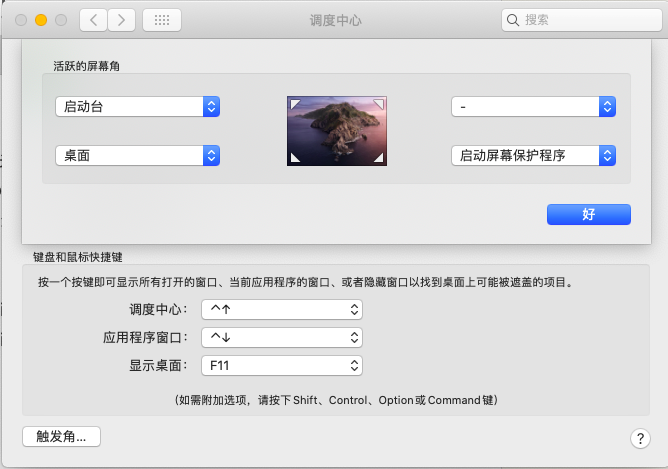 调度中心
搜索
活跃的屏幕角
启动台
-
桌面
启动屏幕保护程序
好
键盘和鼠标快捷键
按一个按键即可显示所有打开的窗口、当前应用程序的窗口、或者隐藏窗口以找到桌面上可能被遮盖的项目。
调度中心： ^↑
应用程序窗口： ^↓
显示桌面： F11
(如需附加选项，请按下 Shift、Control、Option 或 Command 键)
触发角...
?